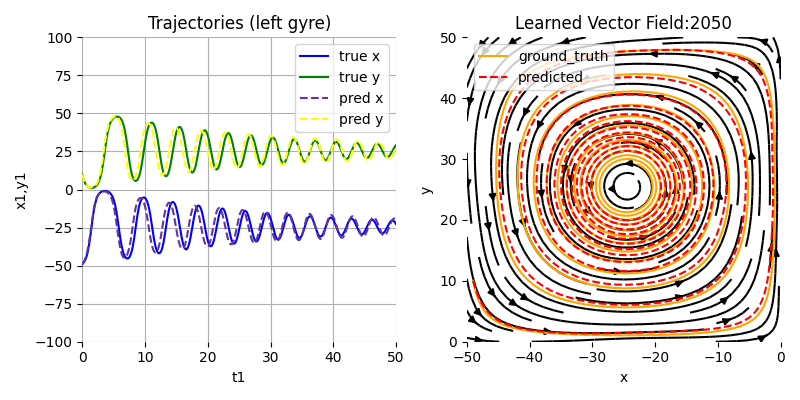 Trajectories (left gyre)
100
75
50
25
0
−25
−50
−75
−100
x1,y1
0
10
20
30
40
50
t1
true x
true y
pred x
pred y
Learned Vector Field:2050
50
40
30
20
10
0
y
−50
−40
−30
−20
−10
0
x
ground_truth
predicted